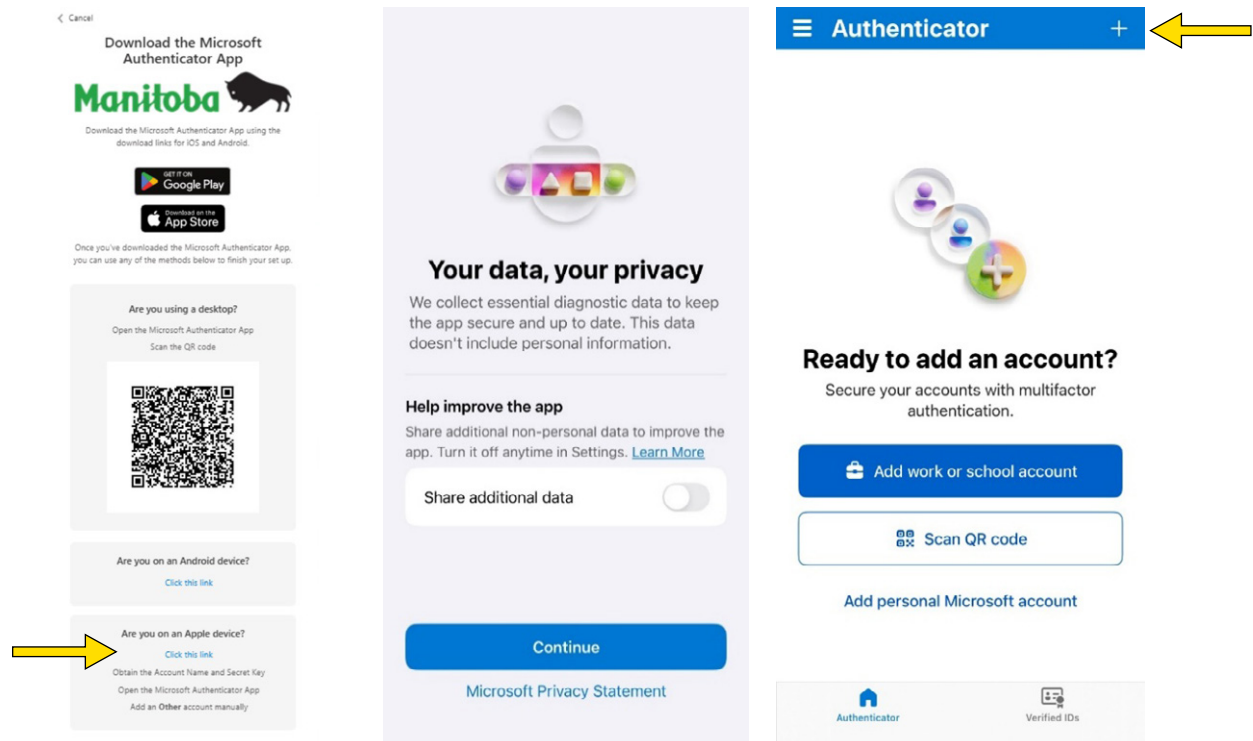 Cancel
Download the Microsoft
Authenticator App
Manitoba
Download the Microsoft Authenticator App using the
download links for iOS and Android.
GET IT ON
Google Play
Download on the
App Store
Once you've downloaded the Microsoft Authenticator App,
you can use any of the methods below to finish your set up.
Are you using a desktop?
Open the Microsoft Authenticator App
Scan the QR code
Are you on an Android device?
Click this link
Are you on an Apple device?
Click this link
Obtain the Account Name and Secret Key
Open the Microsoft Authenticator App
Add an Other account manually
Your data, your privacy
We collect essential diagnostic data to keep
the app secure and up to date. This data
doesn't include personal information.
Help improve the app
Share additional non-personal data to improve the
app. Turn it off anytime in Settings. Learn More
Share additional data
Continue
Microsoft Privacy Statement
Authenticator
Ready to add an account?
Secure your accounts with multifactor
authentication.
Add work or school account
Scan QR code
Add personal Microsoft account
Authenticator
Verified IDs